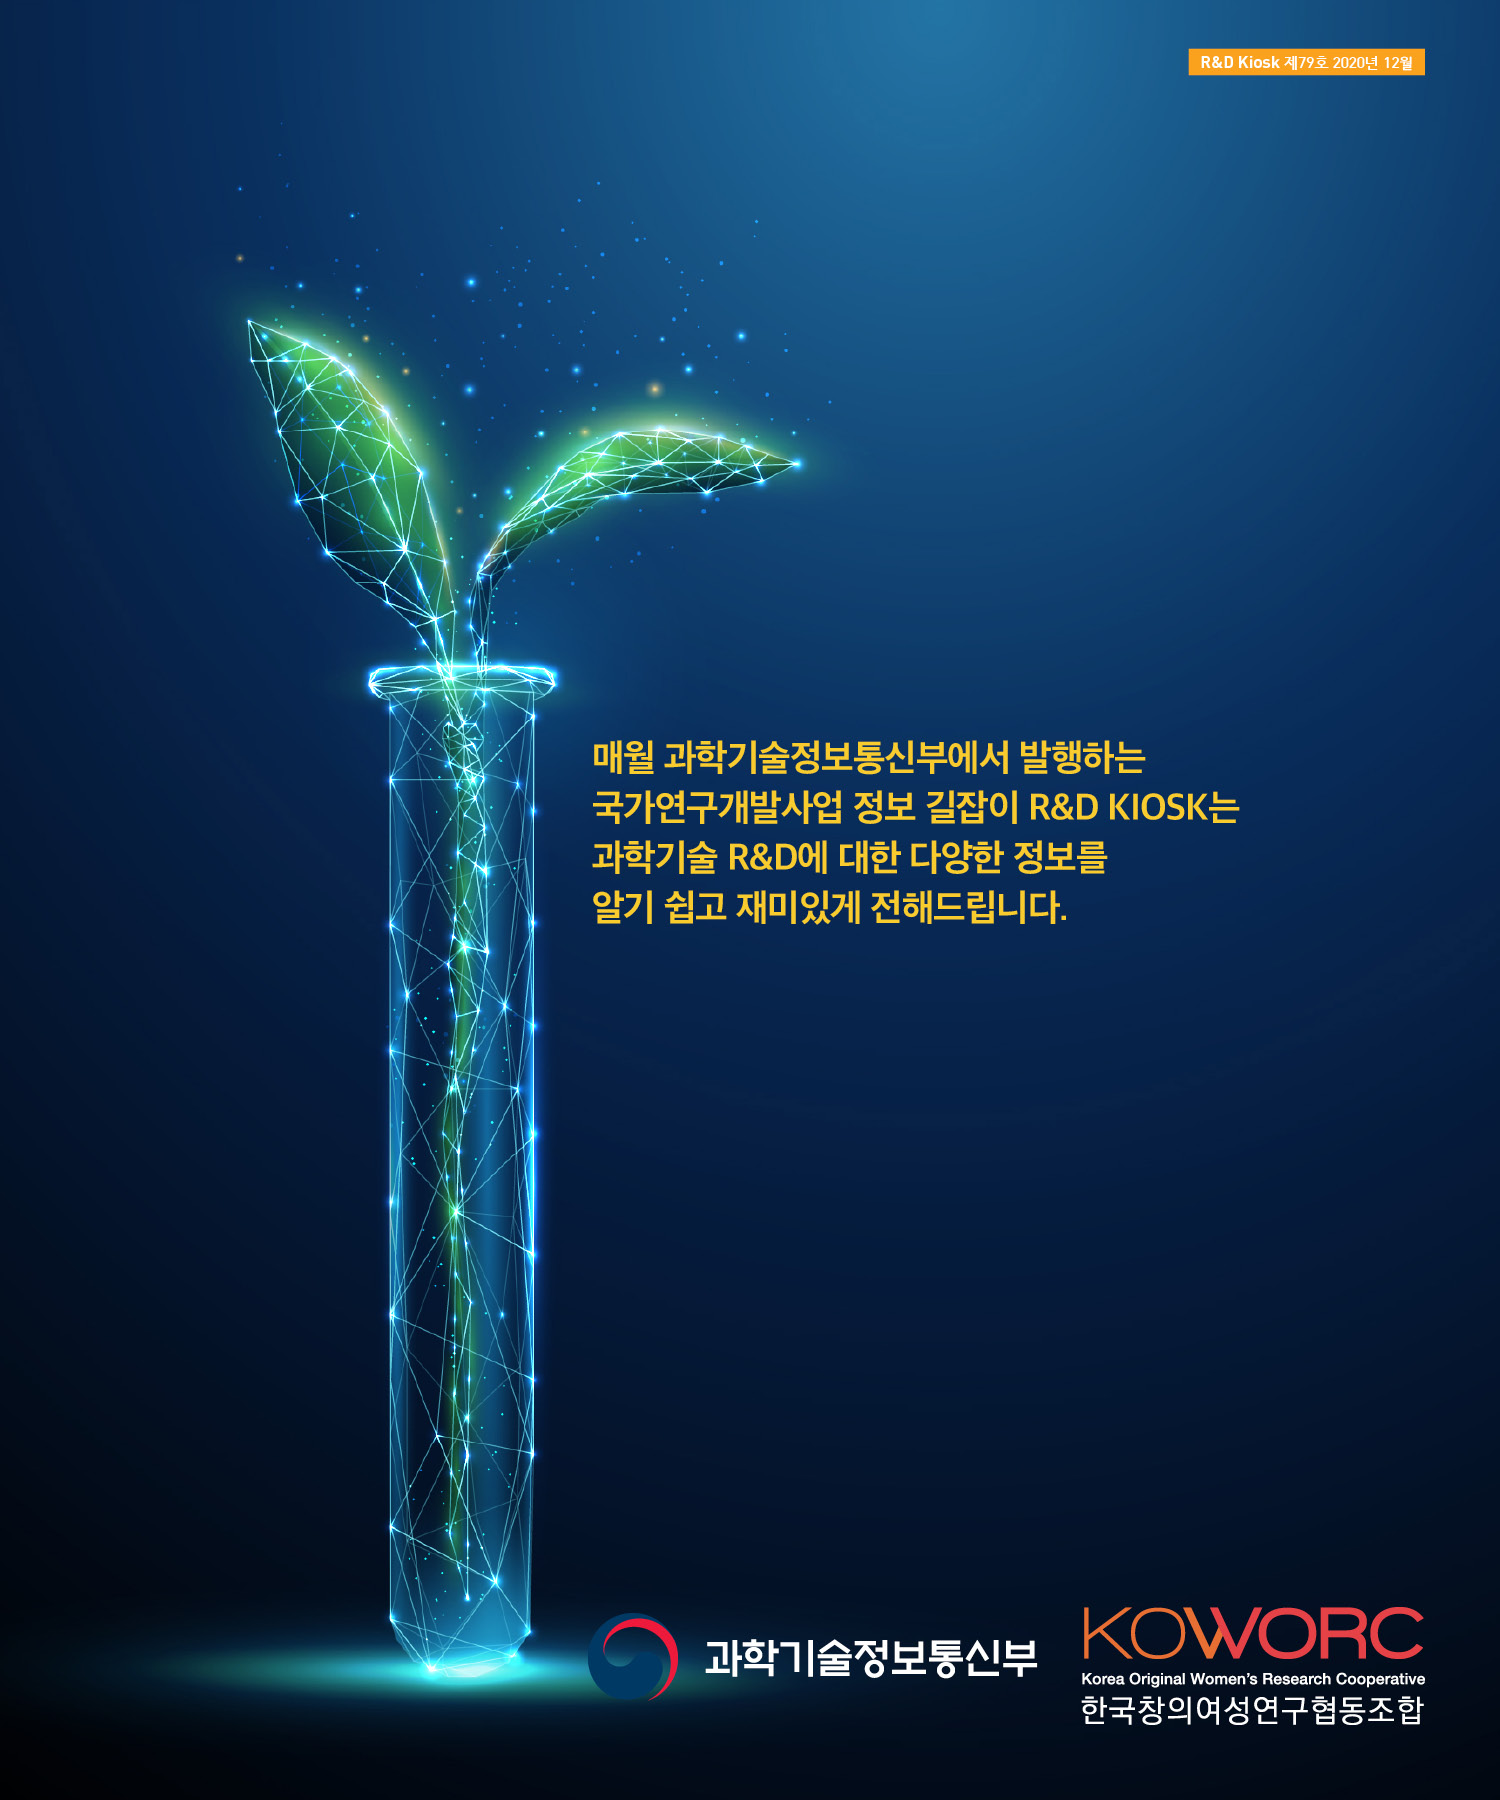 R&D Kiosk 제79호 2020년 12월
매월 과학기술정보통신부에서 발행하는
국가연구개발사업 정보 길잡이 R&D KIOSK는
과학기술 R&D에 대한 다양한 정보를
알기 쉽고 재미있게 전해드립니다.
과학기술정보통신부
KOWORC
Korea Original Women's Research Cooperative
한국창의여성연구협동조합